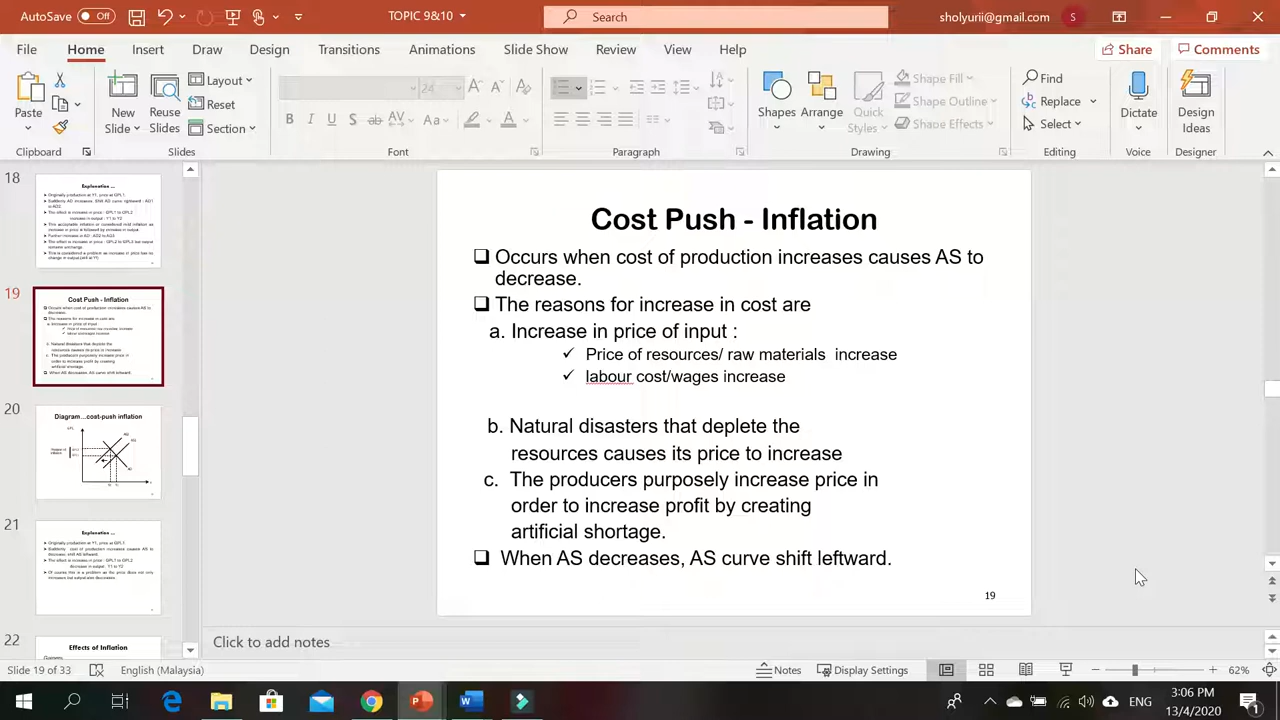 AutoSave Off TOPIC 9&10 Search sholyurii@gmail.com S
File Home Insert Draw Design Transitions Animations Slide Show Review View Help Share Comments
Paste New Slide Reuse Slides Layout Reset Section Shapes Arrange Quick Styles Shape Fill Shape Outline Shape Effects Find Replace Select Dictate Design Ideas
Clipboard Slides Font Paragraph Drawing Editing Voice Designer
18
Explanation ...
19
Cost Push - Inflation
20
Diagram...cost-push inflation
21
Explanation ...
22
Effects of Inflation
Cost Push - Inflation
Occurs when cost of production increases causes AS to
decrease.
The reasons for increase in cost are
a. Increase in price of input :
Price of resources/ raw materials increase
labour cost/wages increase
b. Natural disasters that deplete the
resources causes its price to increase
c. The producers purposely increase price in
order to increase profit by creating
artificial shortage.
When AS decreases, AS curve shift leftward.
19
Click to add notes
Slide 19 of 33 English (Malaysia) Notes Display Settings 62%
ENG 3:06 PM
13/4/2020 1